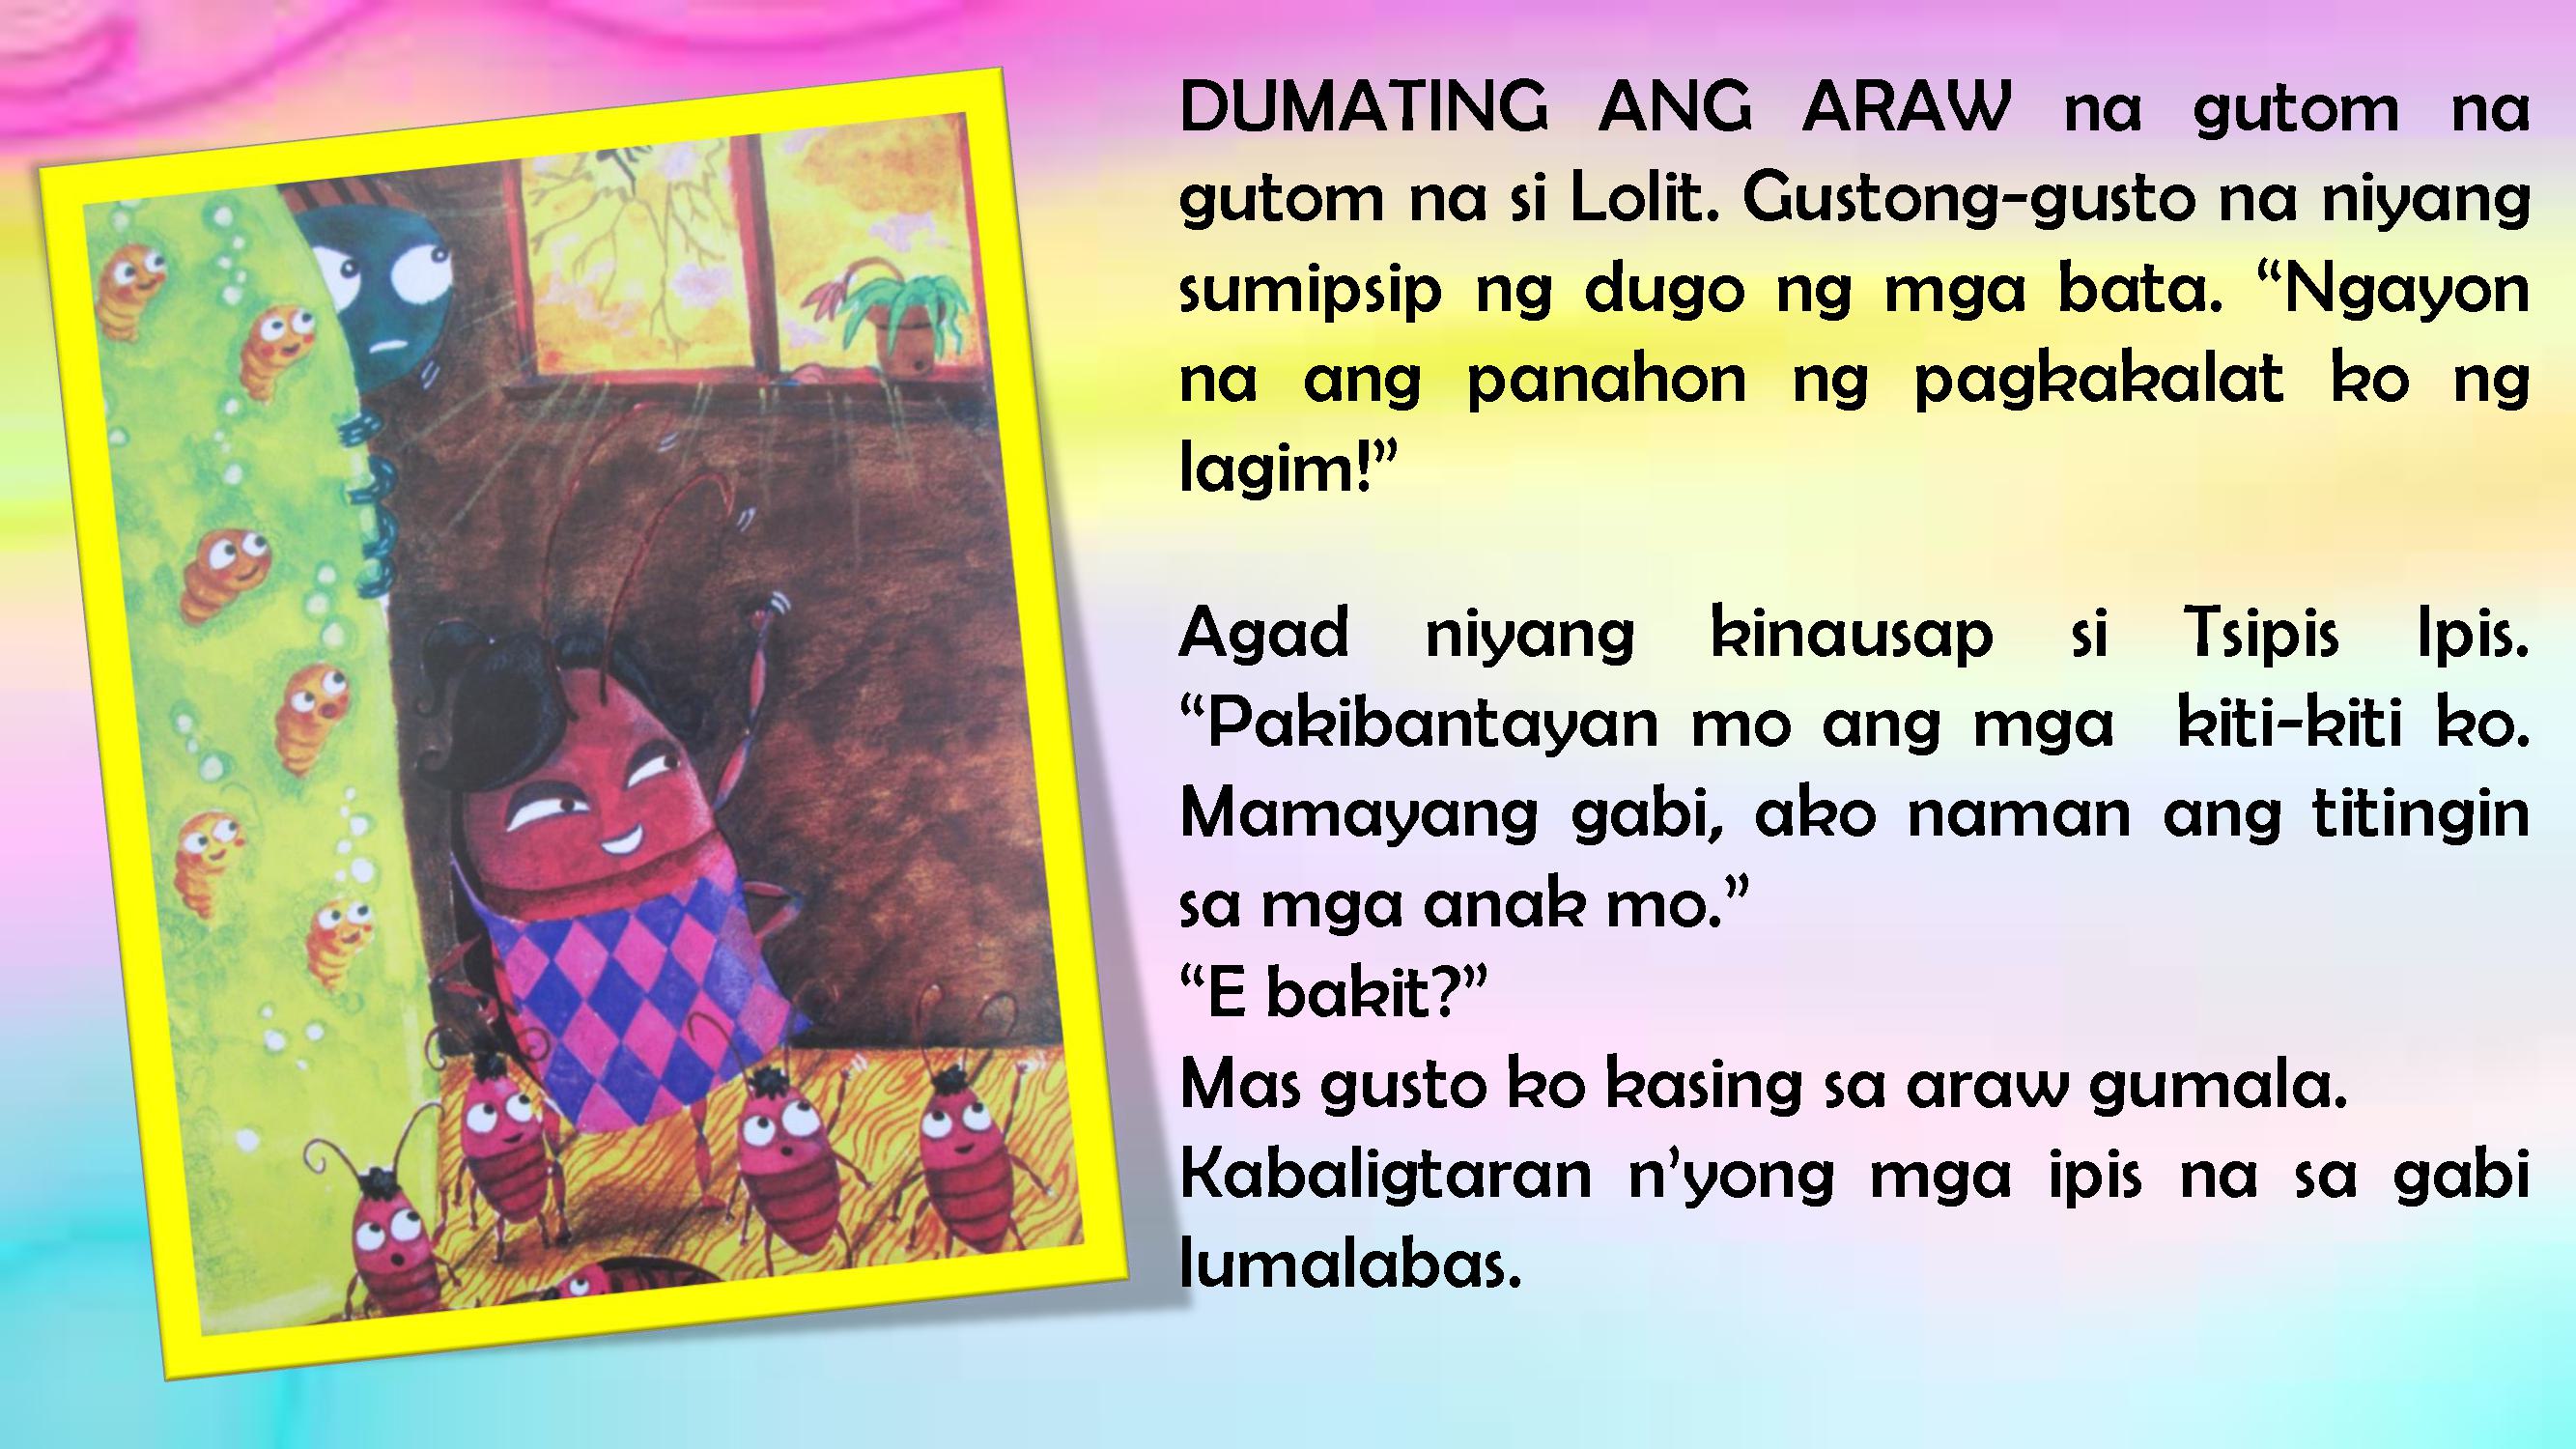 DUMATING ANG ARAW na gutom na
gutom na si Lolit. Gustong-gusto na niyang
sumipsip ng dugo ng mga bata. “Ngayon
na ang panahon ng pagkakalat ko ng
lagim!”
Agad niyang kinausap si Tsipis Ipis.
“Pakibantayan mo ang mga kiti-kiti ko.
Mamayang gabi, ako naman ang titingin
sa mga anak mo.”
“E bakit?”
Mas gusto ko kasing sa araw gumala.
Kabaligtaran n’yong mga ipis na sa gabi
lumalabas.